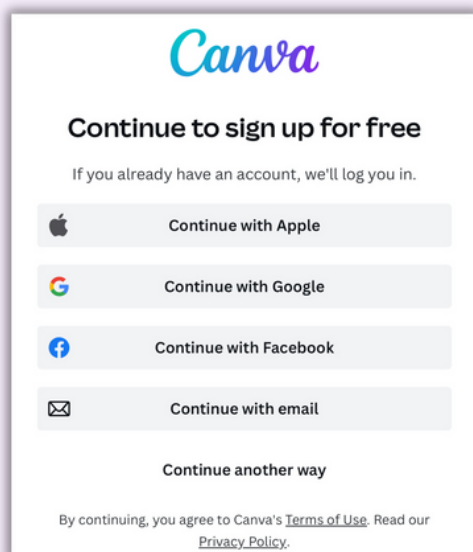 Canva
Continue to sign up for free
If you already have an account, we'll log you in.
Continue with Apple
Continue with Google
Continue with Facebook
Continue with email
Continue another way
By continuing, you agree to Canva's Terms of Use. Read our
Privacy Policy.